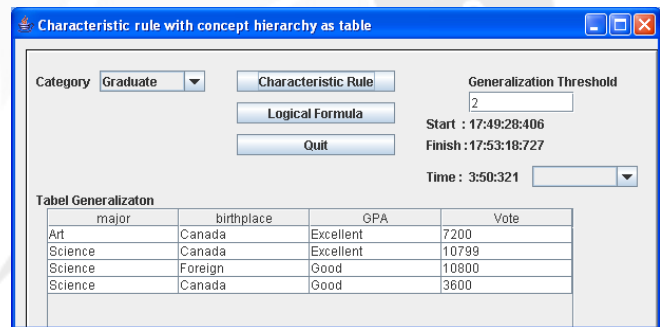 Characteristic rule with concept hierarchy as table
Category Graduate
Characteristic Rule
Logical Formula
Quit
Generalization Threshold
2
Start : 17:49:28:406
Finish :17:53:18:727
Time : 3:50:321
Tabel Generalizaton
major birthplace GPA Vote
Art Canada Excellent 7200
Science Canada Excellent 10799
Science Foreign Good 10800
Science Canada Good 3600